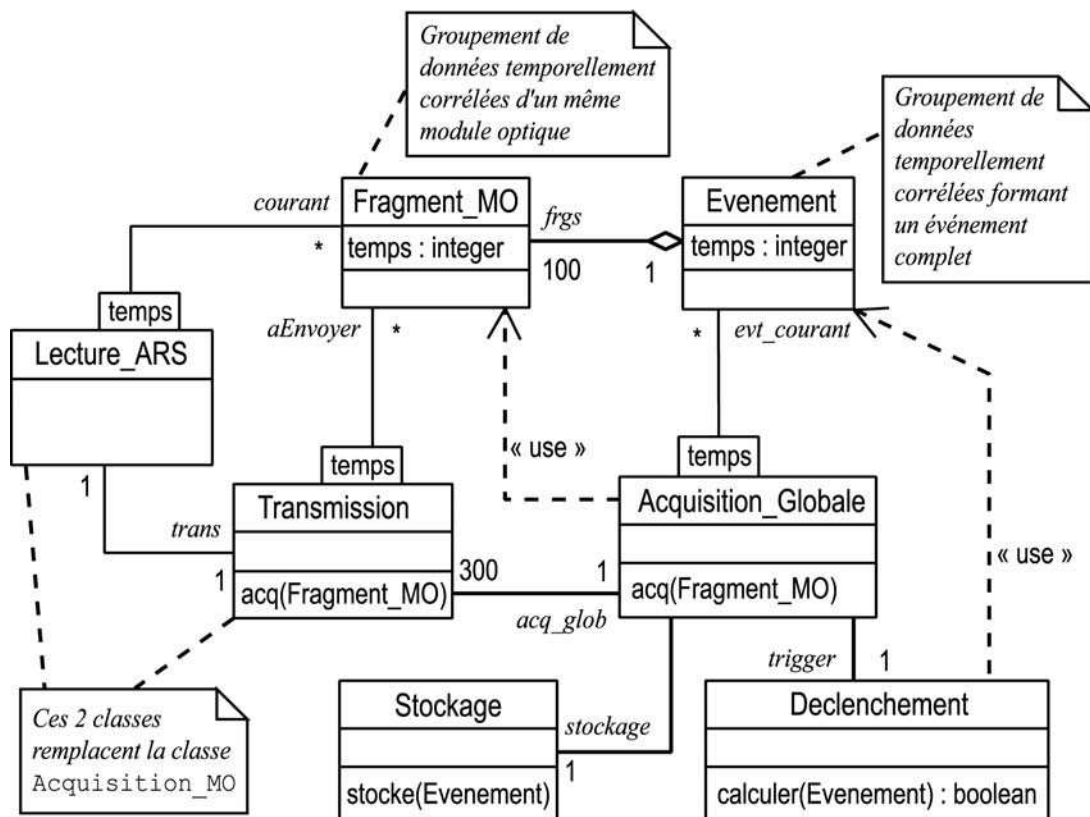 Groupement de
données temporellement
corrélées d'un même
module optique
Groupement de
données
temporellement
corrélées formant
un événement
complet
courant
*
Fragment_MO
temps : integer
frgs
100
1
Evenement
temps : integer
temps
Lecture_ARS
aEnvoyer
*
*
evt_courant
« use »
« use »
1
trans
1
temps
Transmission
acq(Fragment_MO)
300
1
acq_glob
temps
Acquisition_Globale
acq(Fragment_MO)
trigger
1
Ces 2 classes
remplacent la classe
Acquisition_MO
Stockage
stocke(Evenement)
stockage
1
Declenchement
calculer(Evenement) : boolean